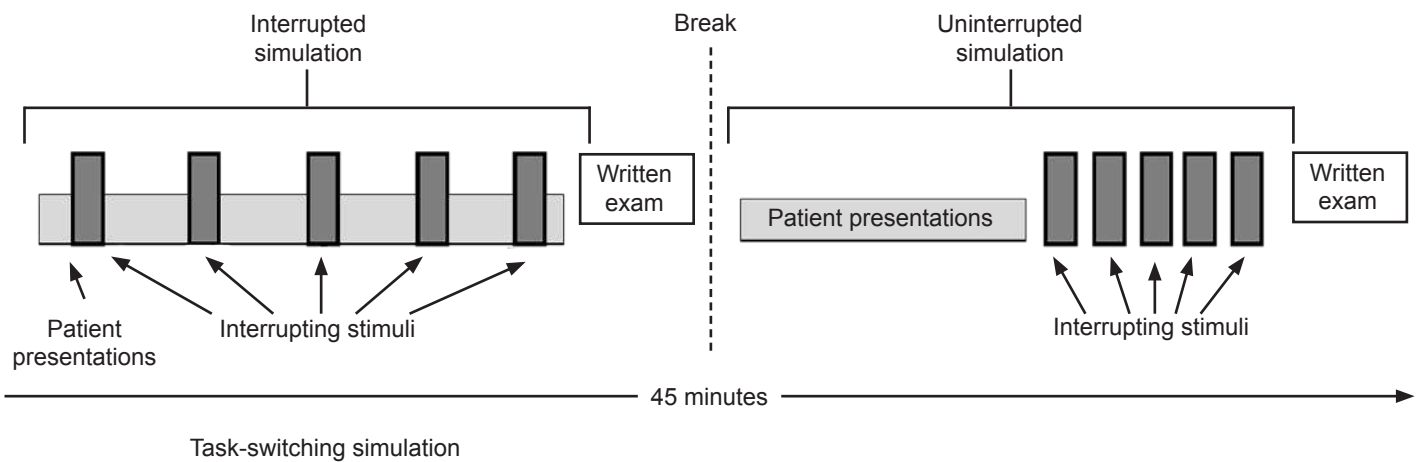 Interrupted
simulation
Break
Uninterrupted
simulation
Written
exam
Patient presentations
Written
exam
Patient
presentations
Interrupting stimuli
Interrupting stimuli
45 minutes
Task-switching simulation